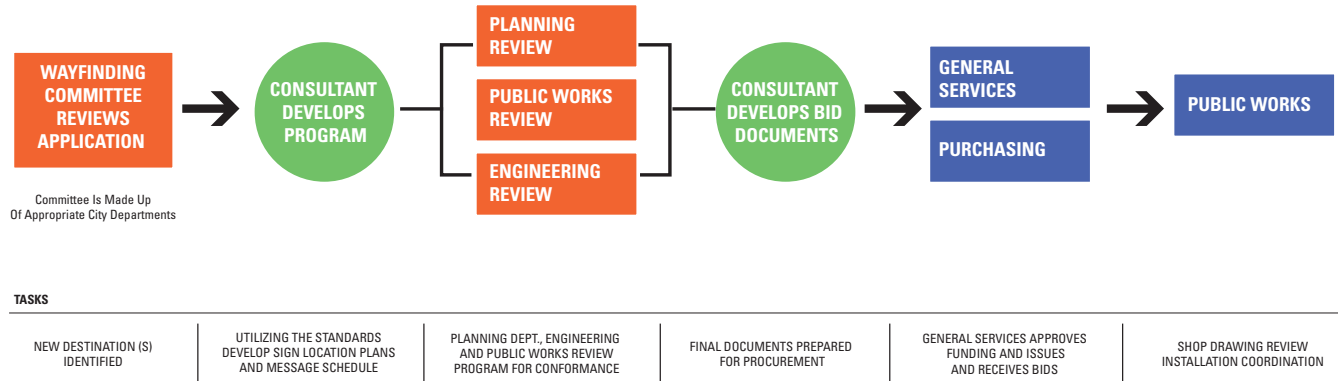 WAYFINDING
COMMITTEE
REVIEWS
APPLICATION
Committee Is Made Up
Of Appropriate City Departments
CONSULTANT
DEVELOPS
PROGRAM
PLANNING
REVIEW
PUBLIC WORKS
REVIEW
ENGINEERING
REVIEW
CONSULTANT
DEVELOPS BID
DOCUMENTS
GENERAL
SERVICES
PURCHASING
PUBLIC WORKS
TASKS
NEW DESTINATION (S)
IDENTIFIED
UTILIZING THE STANDARDS
DEVELOP SIGN LOCATION PLANS
AND MESSAGE SCHEDULE
PLANNING DEPT., ENGINEERING
AND PUBLIC WORKS REVIEW
PROGRAM FOR CONFORMANCE
FINAL DOCUMENTS PREPARED
FOR PROCUREMENT
GENERAL SERVICES APPROVES
FUNDING AND ISSUES
AND RECEIVES BIDS
SHOP DRAWING REVIEW
INSTALLATION COORDINATION